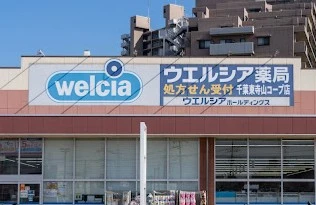 welcia
ウエルシア薬局
処方せん受付 千葉東寺山コープ店
ウエルシアホールディングス